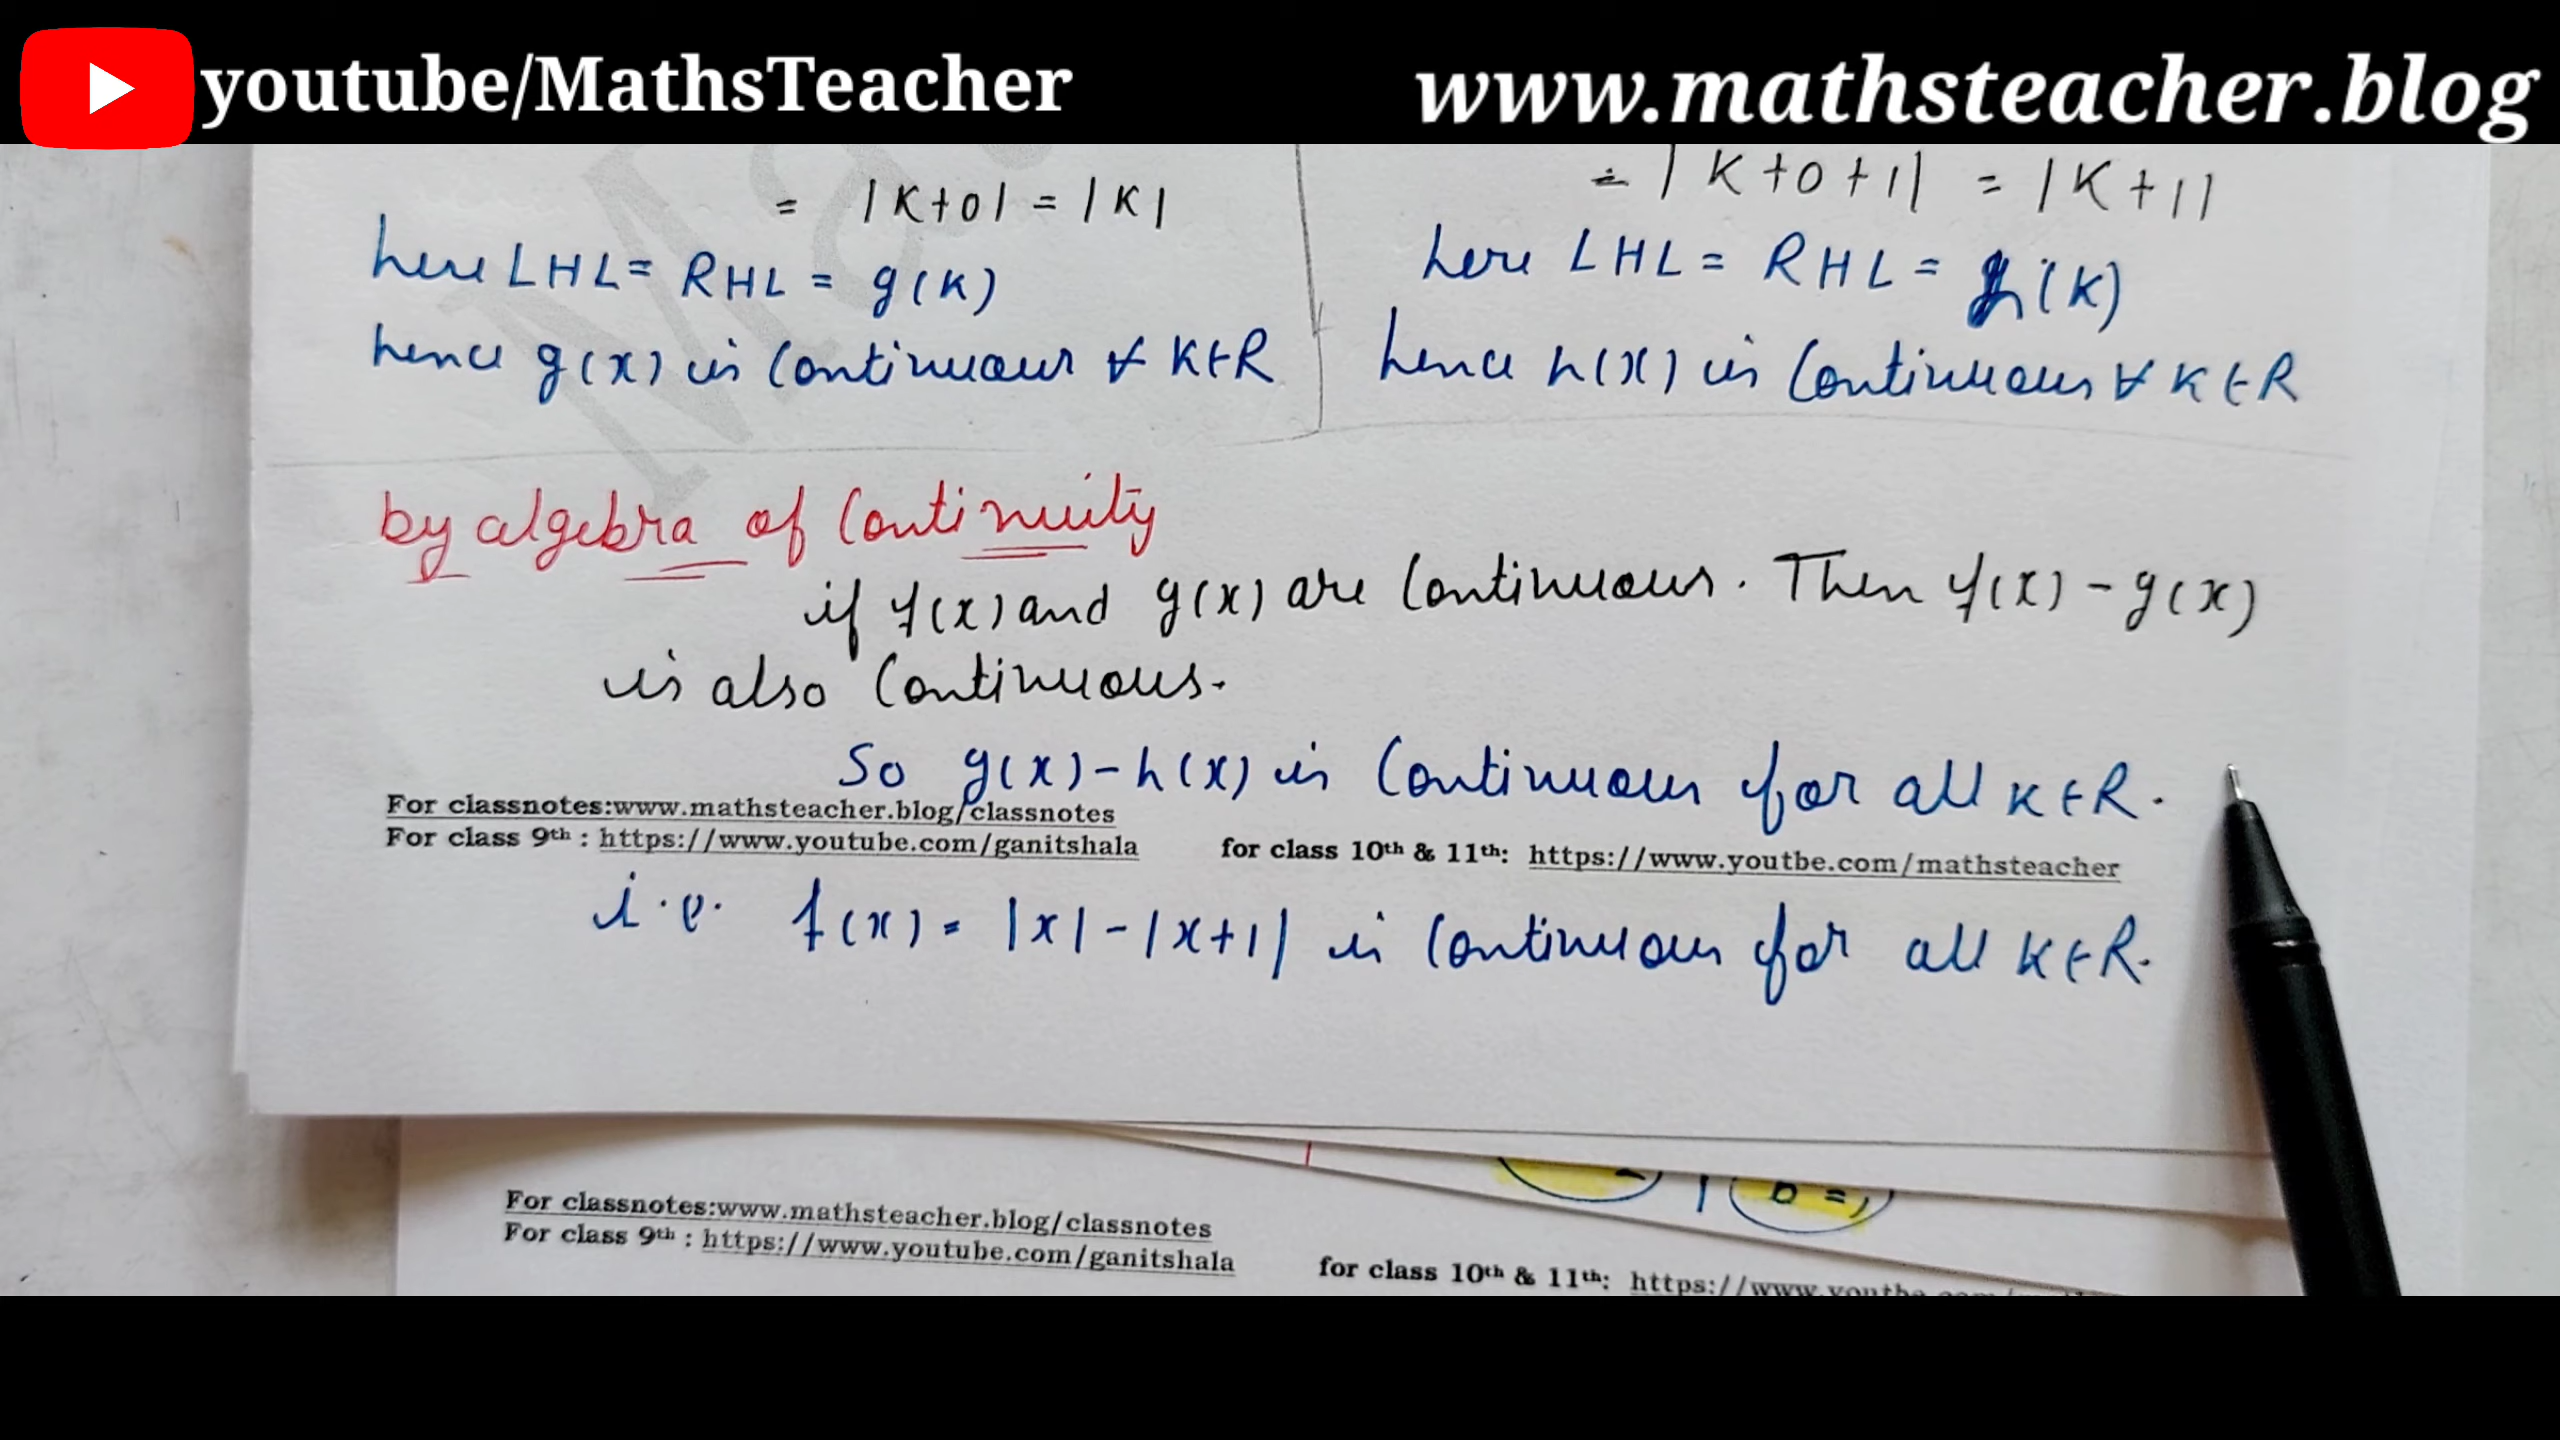 youtube/MathsTeacher
www.mathsteacher.blog
= |K+0| = |K|
here LHL = RHL = g(K)
hence g(x) is continuous ∀ K∈R
= |K+0+1| = |K+1|
here LHL = RHL = h(K)
hence h(x) is continuous ∀ K∈R
by algebra of continuity
if f(x) and g(x) are continuous. Then f(x) - g(x)
is also continuous.
So g(x) - h(x) is continuous for all K∈R.
For classnotes:www.mathsteacher.blog/classnotes
For class 9th : https://www.youtube.com/ganitshala for class 10th & 11th: https://www.youtbe.com/mathsteacher
i.e. f(x) = |x| - |x+1| is continuous for all K∈R.
b =
For classnotes:www.mathsteacher.blog/classnotes
For class 9th : https://www.youtube.com/ganitshala for class 10th & 11th: https://www.youtbe